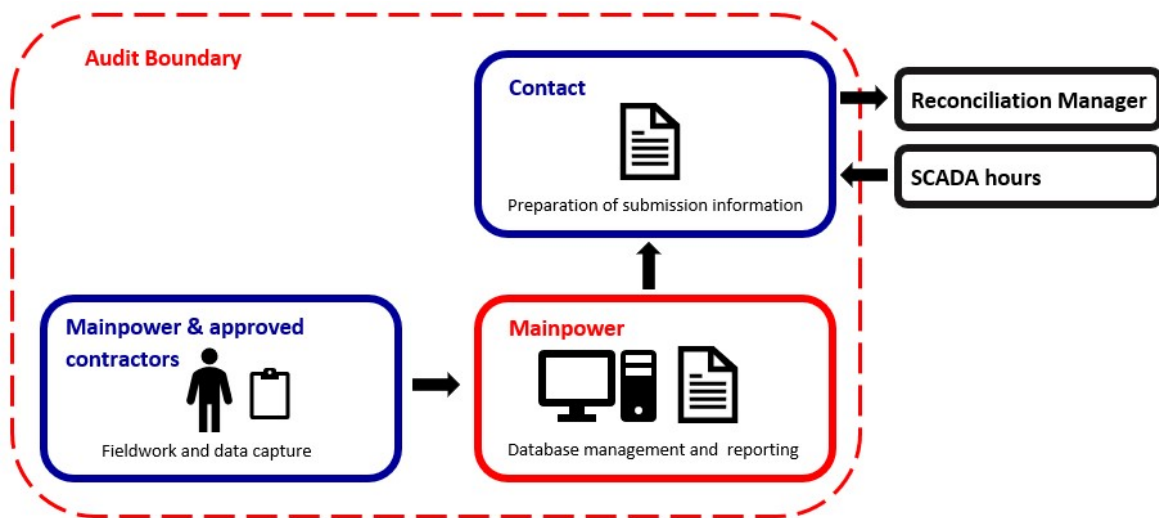 Audit Boundary
Contact
Preparation of submission information
Reconciliation Manager
SCADA hours
Mainpower & approved
contractors
Fieldwork and data capture
Mainpower
Database management and reporting